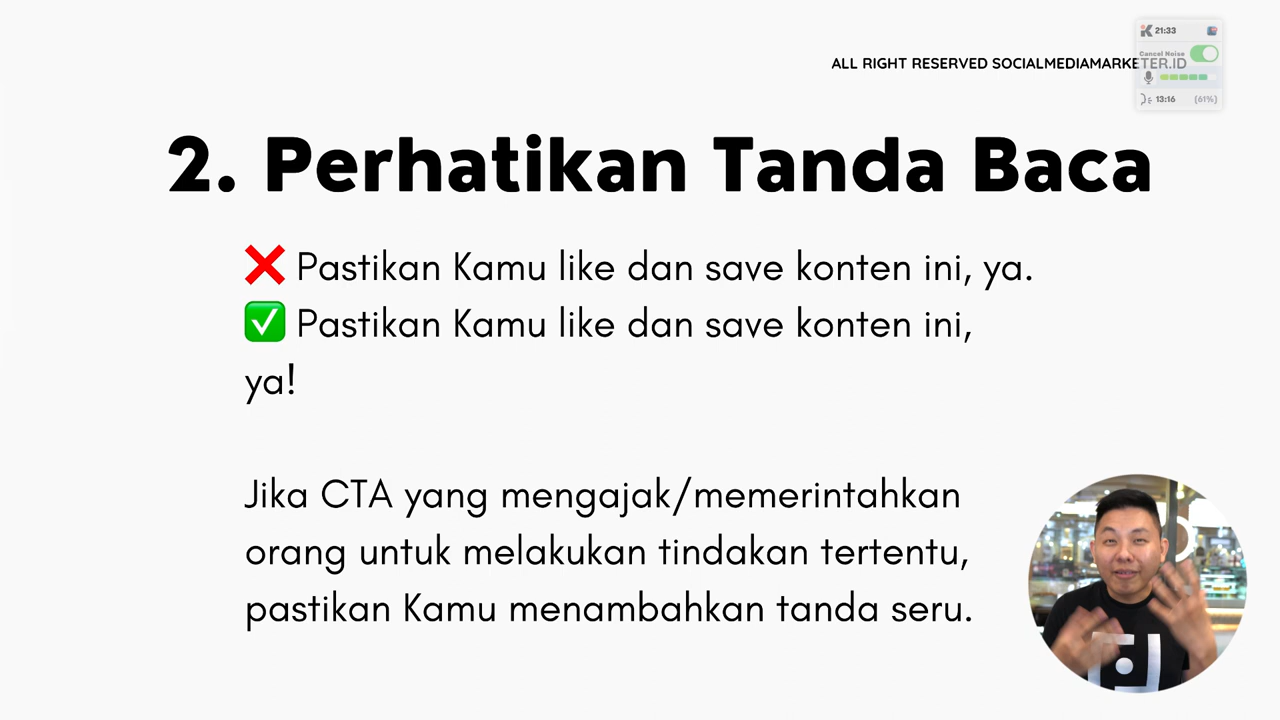 21:33
Cancel Noise
ALL RIGHT RESERVED SOCIALMEDIAMARKETER.ID
13:16 (61%)
2. Perhatikan Tanda Baca
❌ Pastikan Kamu like dan save konten ini, ya.
✅ Pastikan Kamu like dan save konten ini,
ya!
Jika CTA yang mengajak/memerintahkan
orang untuk melakukan tindakan tertentu,
pastikan Kamu menambahkan tanda seru.